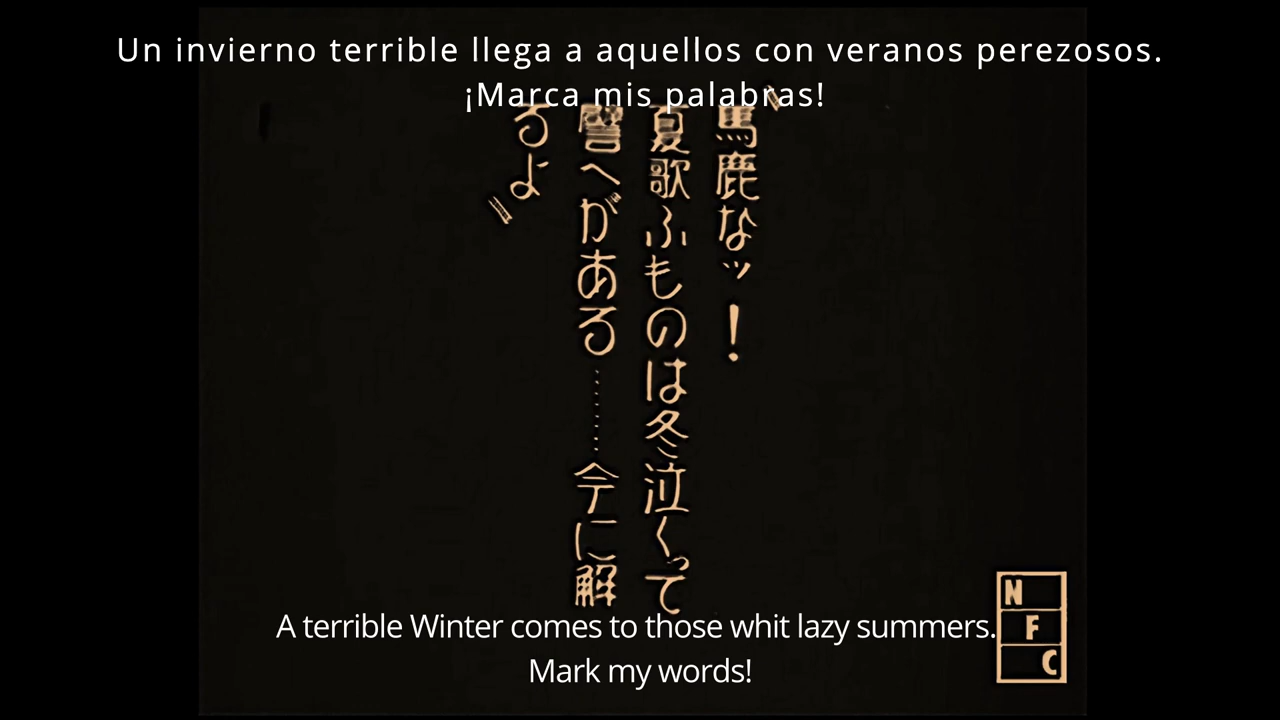 Un invierno terrible llega a aquellos con veranos perezosos.
¡Marca mis palabras!
〝馬鹿なッ!
夏歌ふものは冬泣くって
譬へがある………今に解
るよ〟
A terrible Winter comes to those whit lazy summers.
Mark my words!
N
F
C